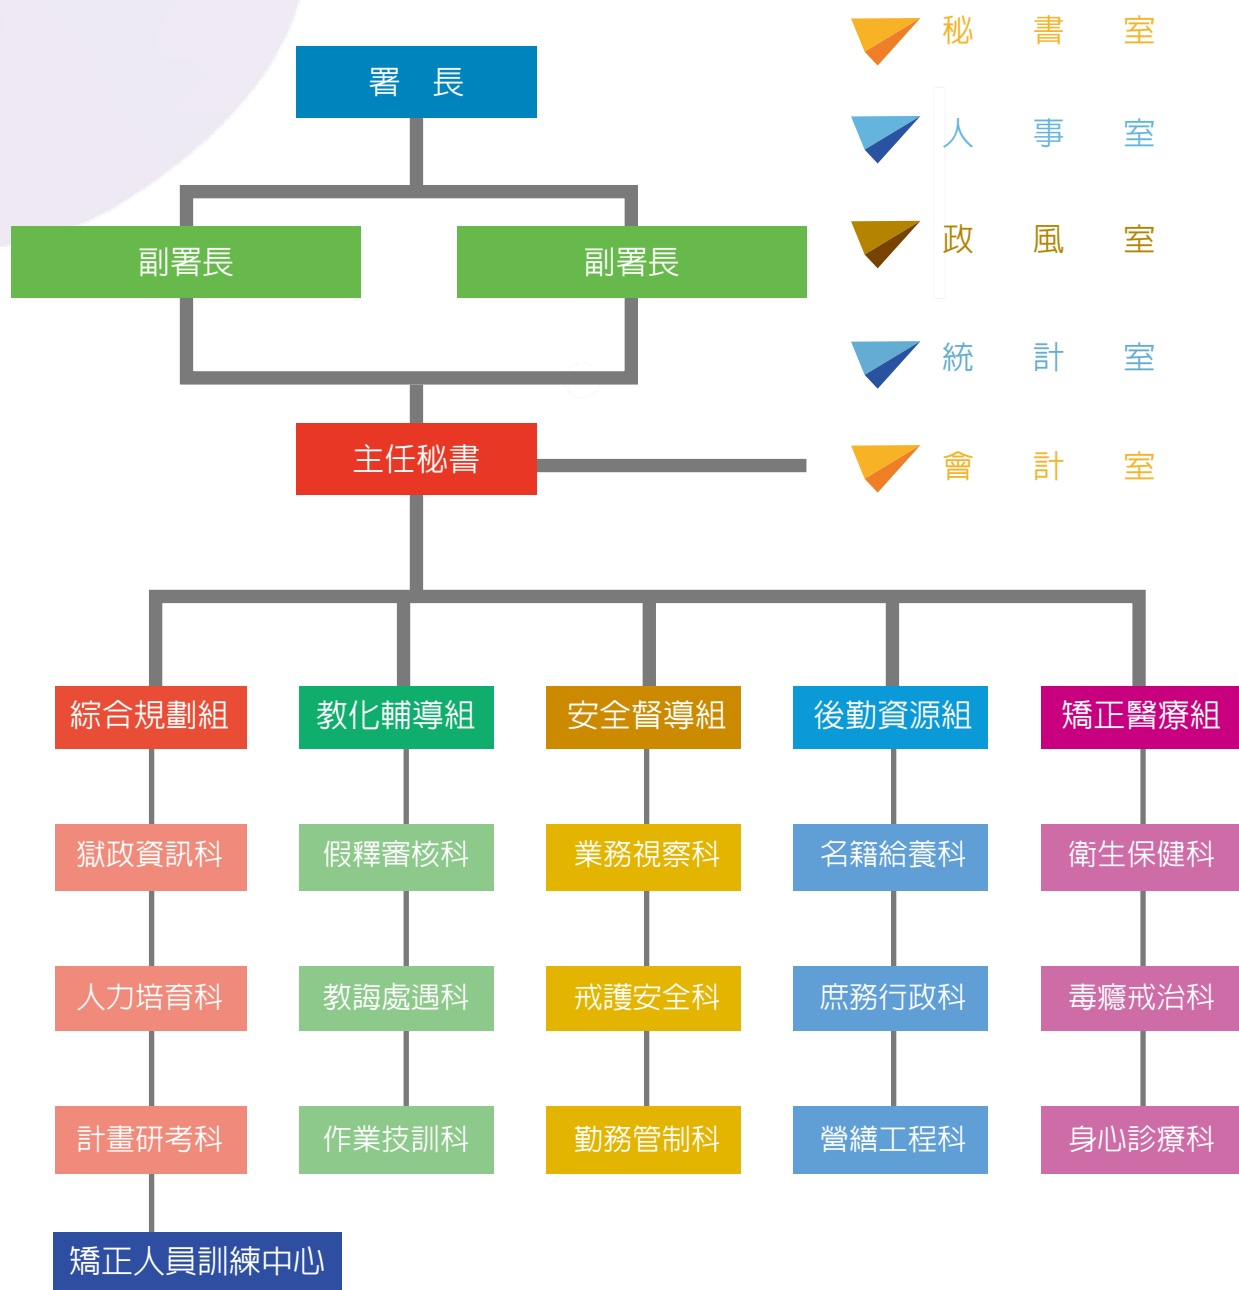 署 長
副署長
副署長
主任秘書
秘 書 室
人 事 室
政 風 室
統 計 室
會 計 室
綜合規劃組
教化輔導組
安全督導組
後勤資源組
矯正醫療組
獄政資訊科
假釋審核科
業務視察科
名籍給養科
衛生保健科
人力培育科
教誨處遇科
戒護安全科
庶務行政科
毒癮戒治科
計畫研考科
作業技訓科
勤務管制科
營繕工程科
身心診療科
矯正人員訓練中心